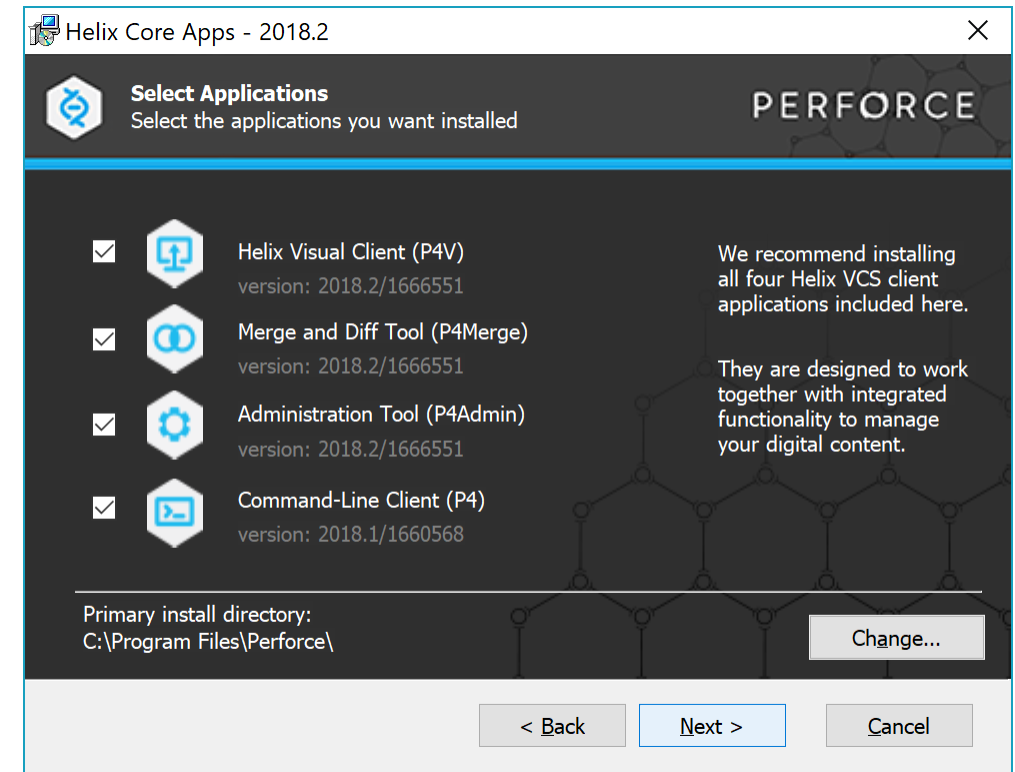 Helix Core Apps - 2018.2
Select Applications
Select the applications you want installed
PERFORCE
Helix Visual Client (P4V)
version: 2018.2/1666551
Merge and Diff Tool (P4Merge)
version: 2018.2/1666551
Administration Tool (P4Admin)
version: 2018.2/1666551
Command-Line Client (P4)
version: 2018.1/1660568
We recommend installing
all four Helix VCS client
applications included here.
They are designed to work
together with integrated
functionality to manage
your digital content.
Primary install directory:
C:\Program Files\Perforce\
Change...
< Back
Next >
Cancel